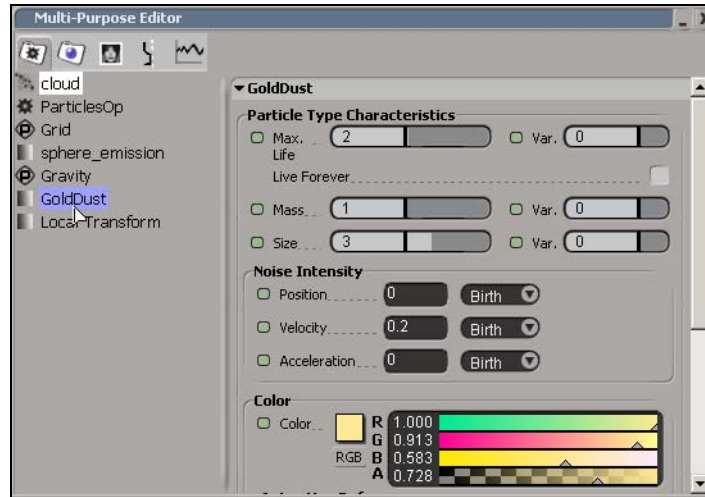 Multi-Purpose Editor
cloud
ParticlesOp
Grid
sphere_emission
Gravity
GoldDust
Local Transform
GoldDust
Particle Type Characteristics
Max. Life 2 Var. 0
Live Forever
Mass 1 Var. 0
Size 3 Var. 0
Noise Intensity
Position 0 Birth
Velocity 0.2 Birth
Acceleration 0 Birth
Color
Color R 1.000
G 0.913
RGB B 0.583
A 0.728